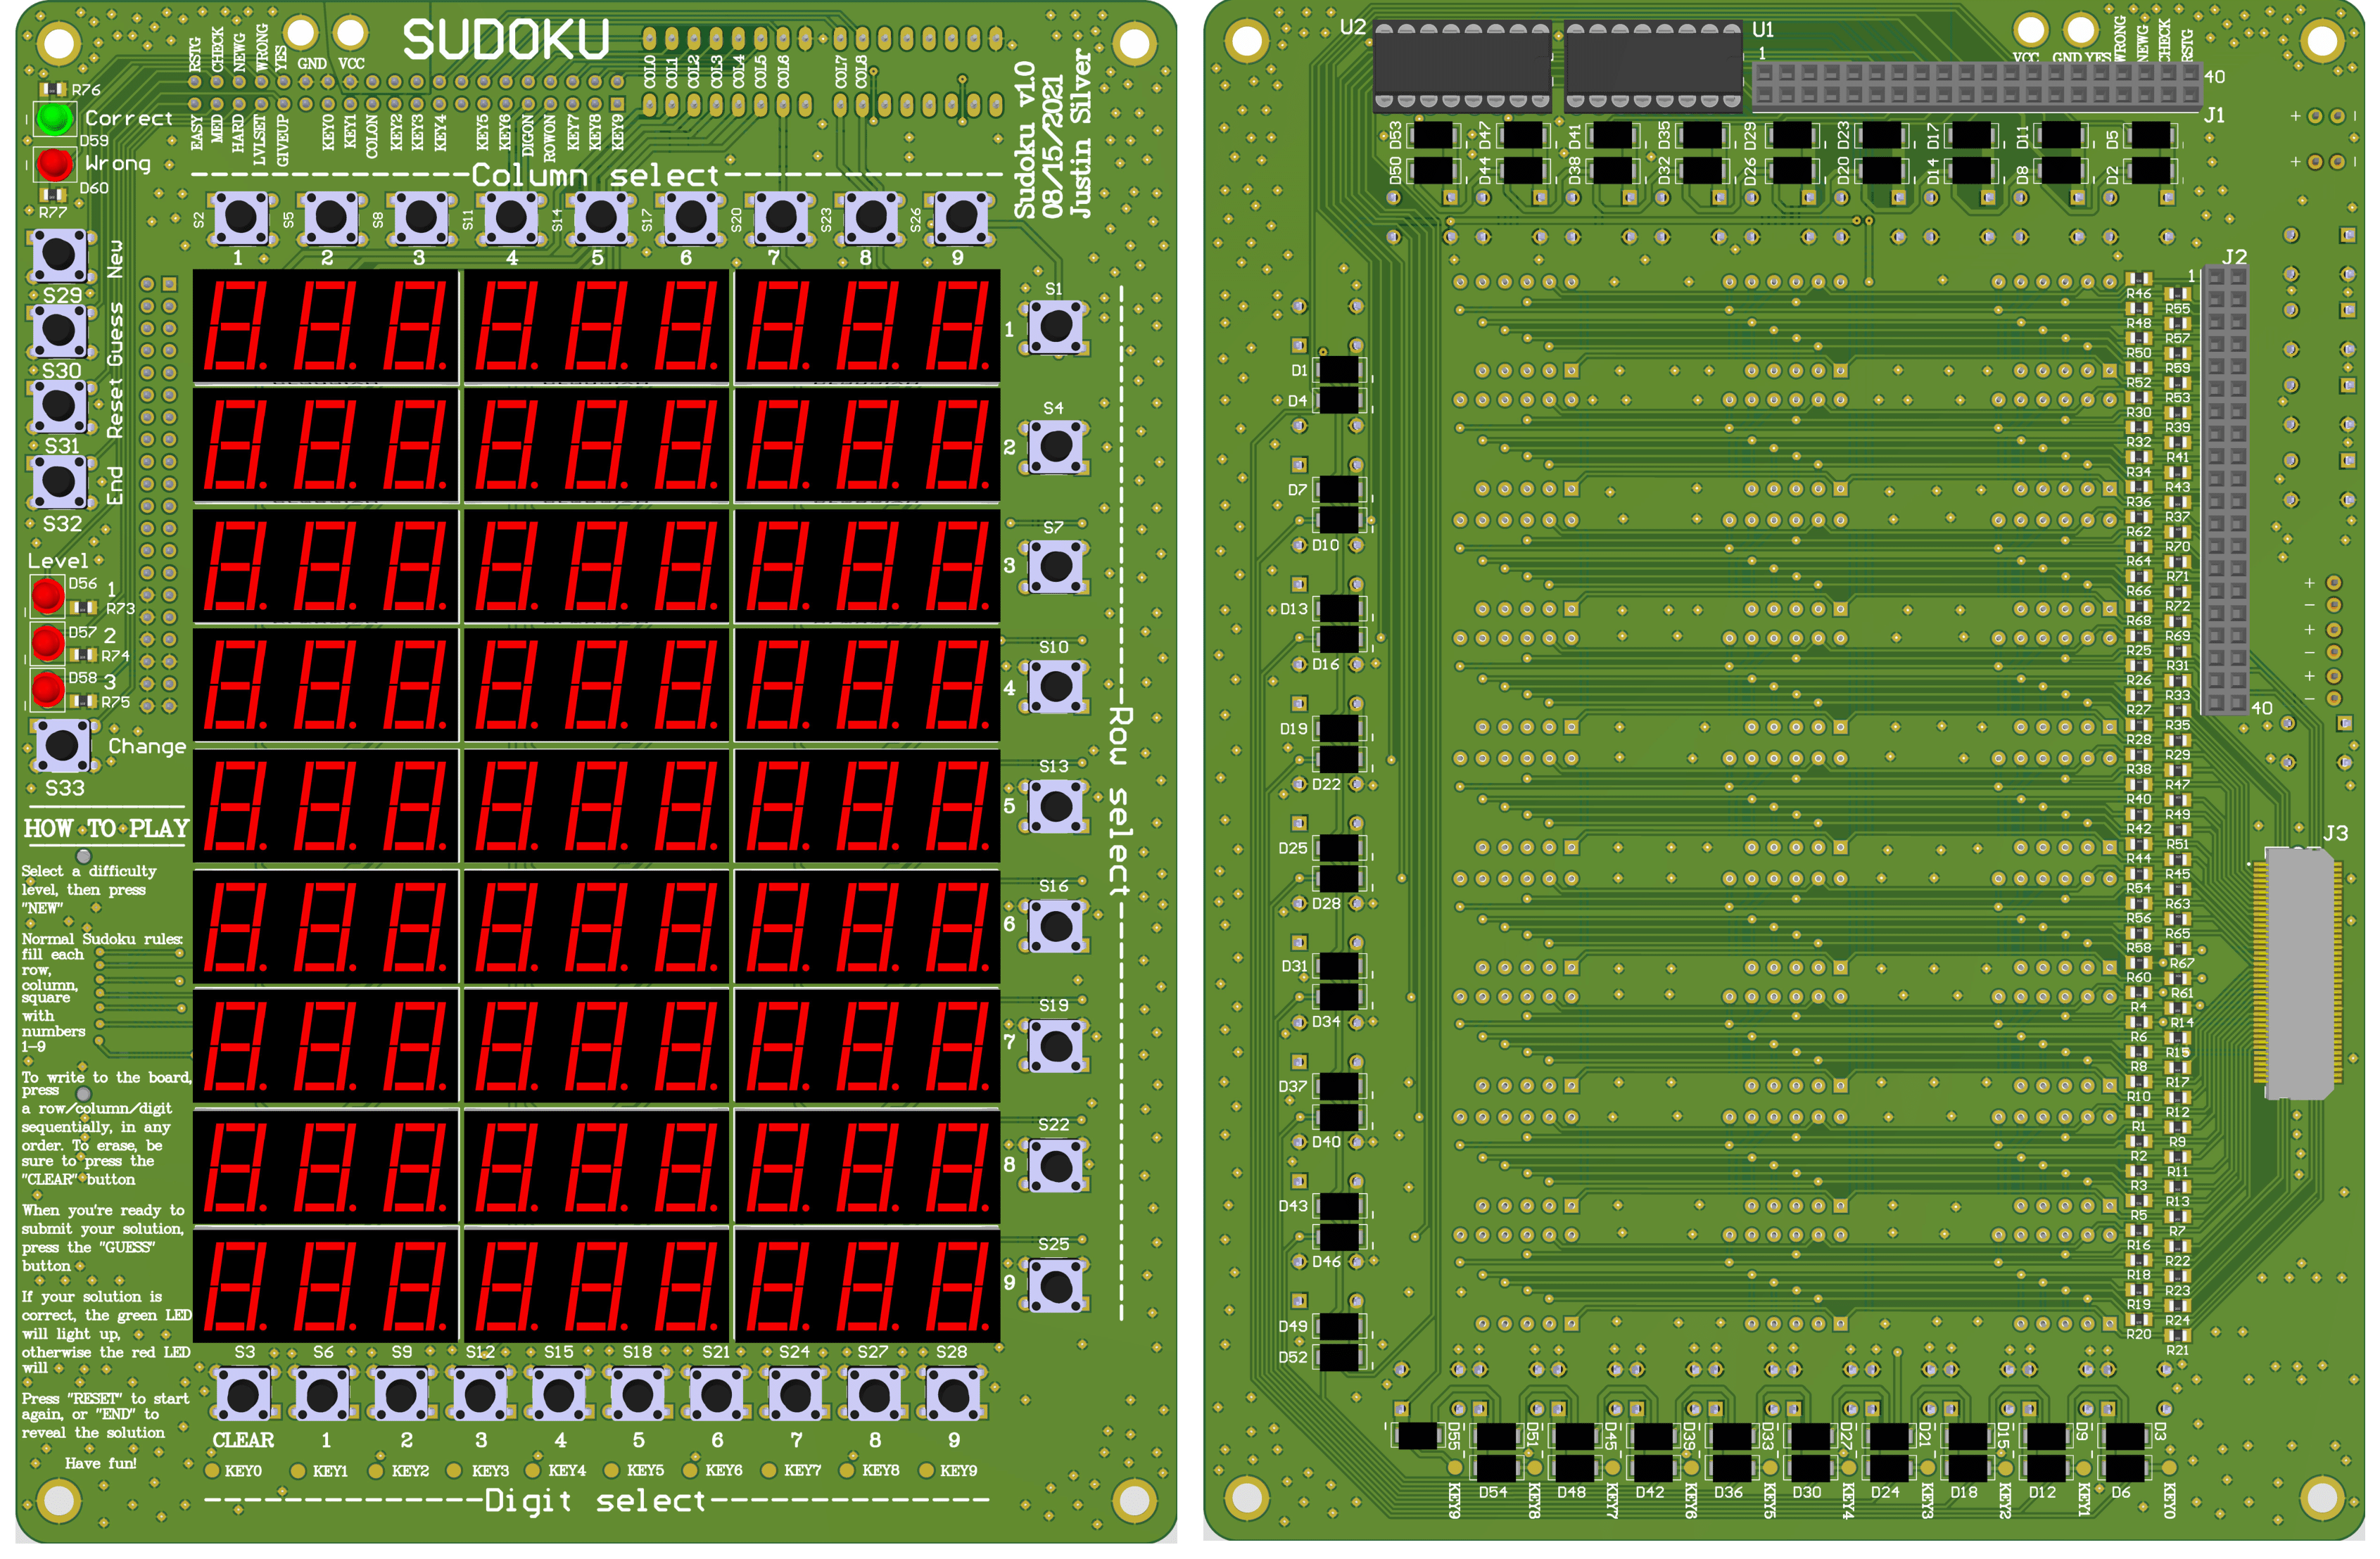 SUDOKU
Sudoku v1.0
08/15/2021
Justin Silver
RSTG CHECK NEWG WRONG YES GND VCC
COL0 COL1 COL2 COL3 COL4 COL5 COL6 COL7 COL8
EASY MED HARD LVLSET GIVEUP KEY0 KEY1 COLON KEY2 KEY3 KEY4 KEY5 KEY6 DIGON ROWON KEY7 KEY8 KEY9
R76
Correct
D59
Wrong
D60
R77
Column select
S2 S5 S8 S11 S14 S17 S20 S23 S26
1 2 3 4 5 6 7 8 9
New
S29
Guess
S30
Reset
S31
End
S32
Level
D56 1
R73
D57 2
R74
D58 3
R75
Change
S33
HOW TO PLAY
Select a difficulty
level, then press
"NEW"
Normal Sudoku rules:
fill each
row,
column,
square
with
numbers
1-9
To write to the board,
press
a row/column/digit
sequentially, in any
order. To erase, be
sure to press the
"CLEAR" button
When you're ready to
submit your solution,
press the "GUESS"
button
If your solution is
correct, the green LED
will light up,
otherwise the red LED
will
Press "RESET" to start
again, or "END" to
reveal the solution
Have fun!
S1
1
S4
2
S7
3
S10
4
S13
5
S16
6
S19
7
S22
8
S25
9
Row select
S3 S6 S9 S12 S15 S18 S21 S24 S27 S28
CLEAR 1 2 3 4 5 6 7 8 9
KEY0 KEY1 KEY2 KEY3 KEY4 KEY5 KEY6 KEY7 KEY8 KEY9
Digit select
U2 U1
1
VCC GND YES WRONG NEWG CHECK RSTG
40
J1
D53 D47 D41 D35 D29 D23 D17 D11 D5
D50 D44 D38 D32 D26 D20 D14 D8 D2
+ -
+ -
J2
1
40
D1
D4
D7
D10
D13
D16
D19
D22
D25
D28
D31
D34
D37
D40
D43
D46
D49
D52
R46
R55
R48
R57
R50
R59
R52
R53
R30
R39
R32
R41
R34
R43
R36
R37
R62
R70
R64
R71
R66
R72
R68
R69
R25
R31
R26
R33
R27
R35
R28
R29
R38
R47
R40
R49
R42
R51
R44
R45
R54
R63
R56
R65
R58
R67
R60
R61
R4
R14
R6
R15
R8
R17
R10
R12
R1
R9
R2
R11
R3
R13
R5
R7
R16
R22
R18
R23
R19
R24
R20
R21
+
-
+
-
+
-
J3
D55 D51 D45 D39 D33 D27 D21 D15 D9 D3
D54 D48 D42 D36 D30 D24 D18 D12 D6
KEY9 KEY8 KEY7 KEY6 KEY5 KEY4 KEY3 KEY2 KEY1 KEY0